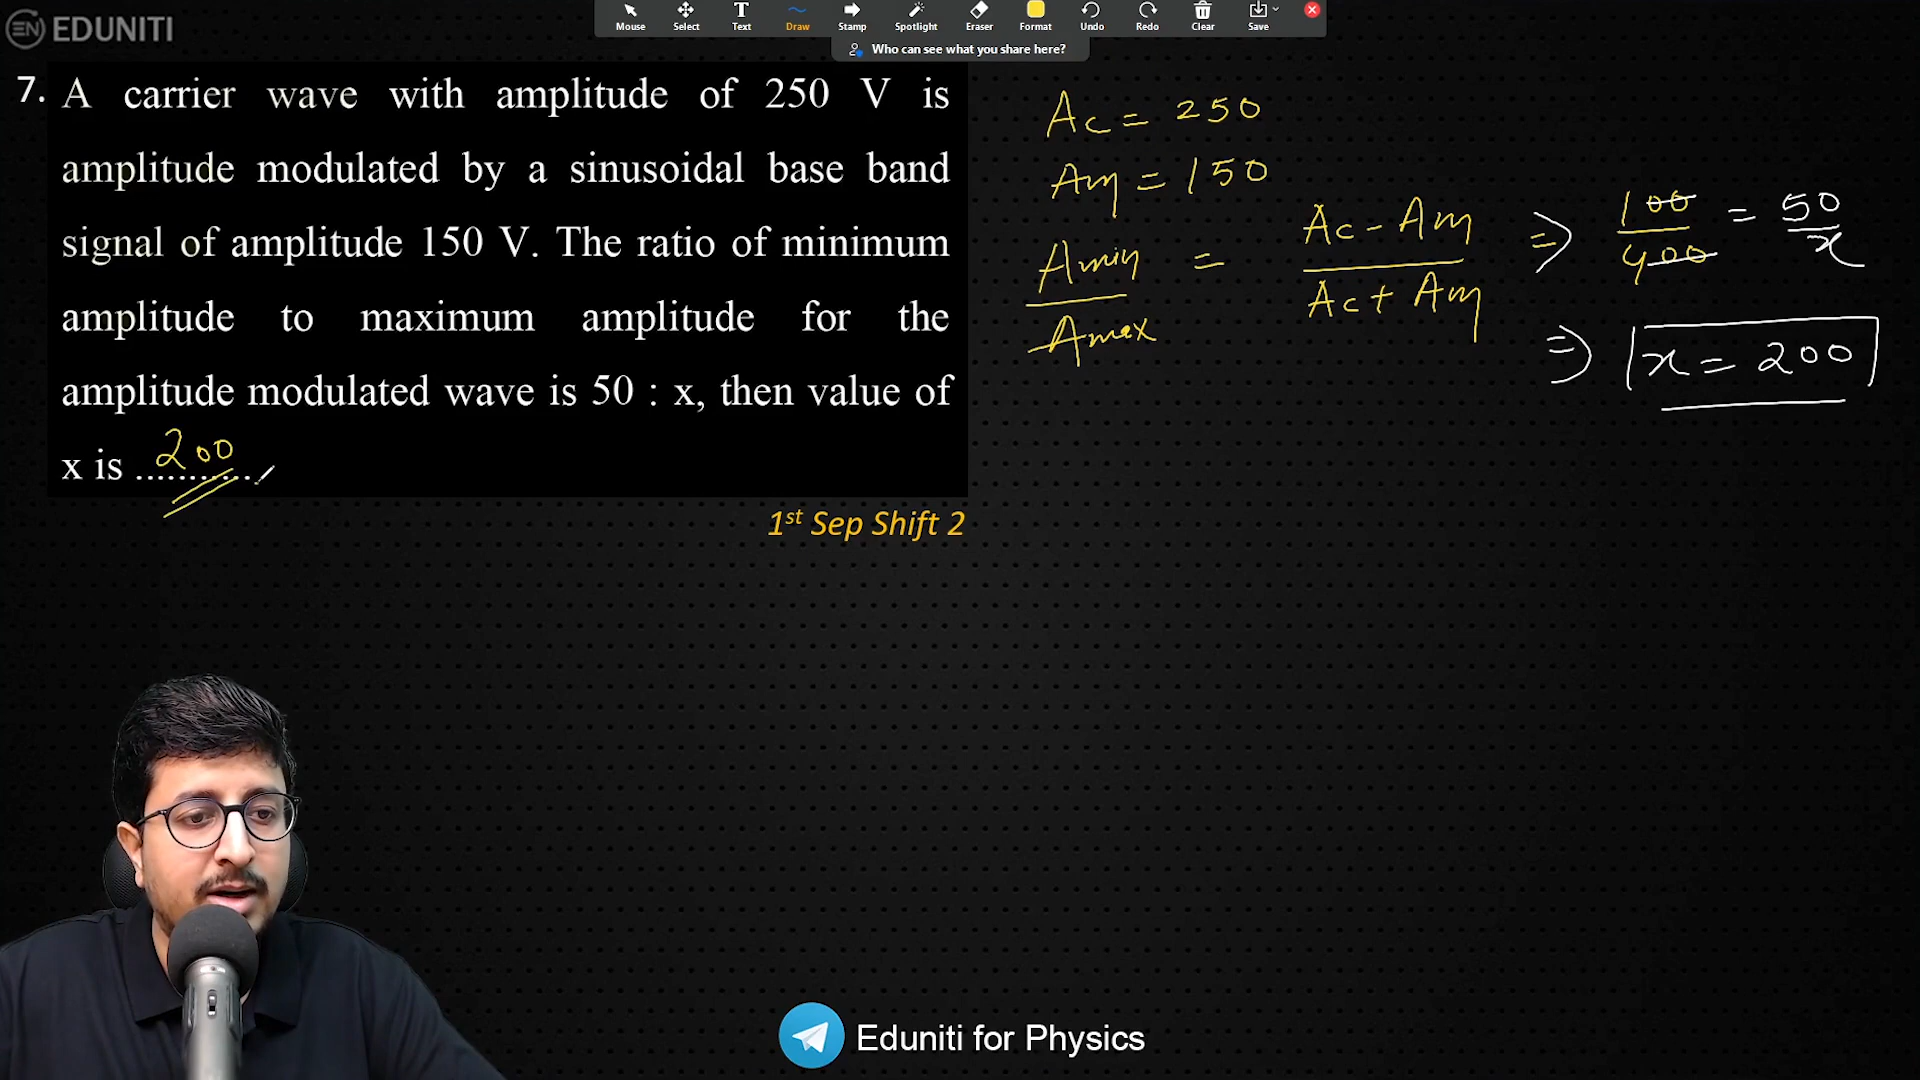 EN EDUNITI
Mouse Select Text Draw Stamp Spotlight Eraser Format Undo Redo Clear Save
Who can see what you share here?
7. A carrier wave with amplitude of 250 V is
amplitude modulated by a sinusoidal base band
signal of amplitude 150 V. The ratio of minimum
amplitude to maximum amplitude for the
amplitude modulated wave is 50 : x, then value of
x is ............. 200
1st Sep Shift 2
Ac = 250
Am = 150
Amin / Amax = Ac - Am / Ac + Am ⇒ 100 / 400 = 50 / x
⇒ x = 200
Eduniti for Physics